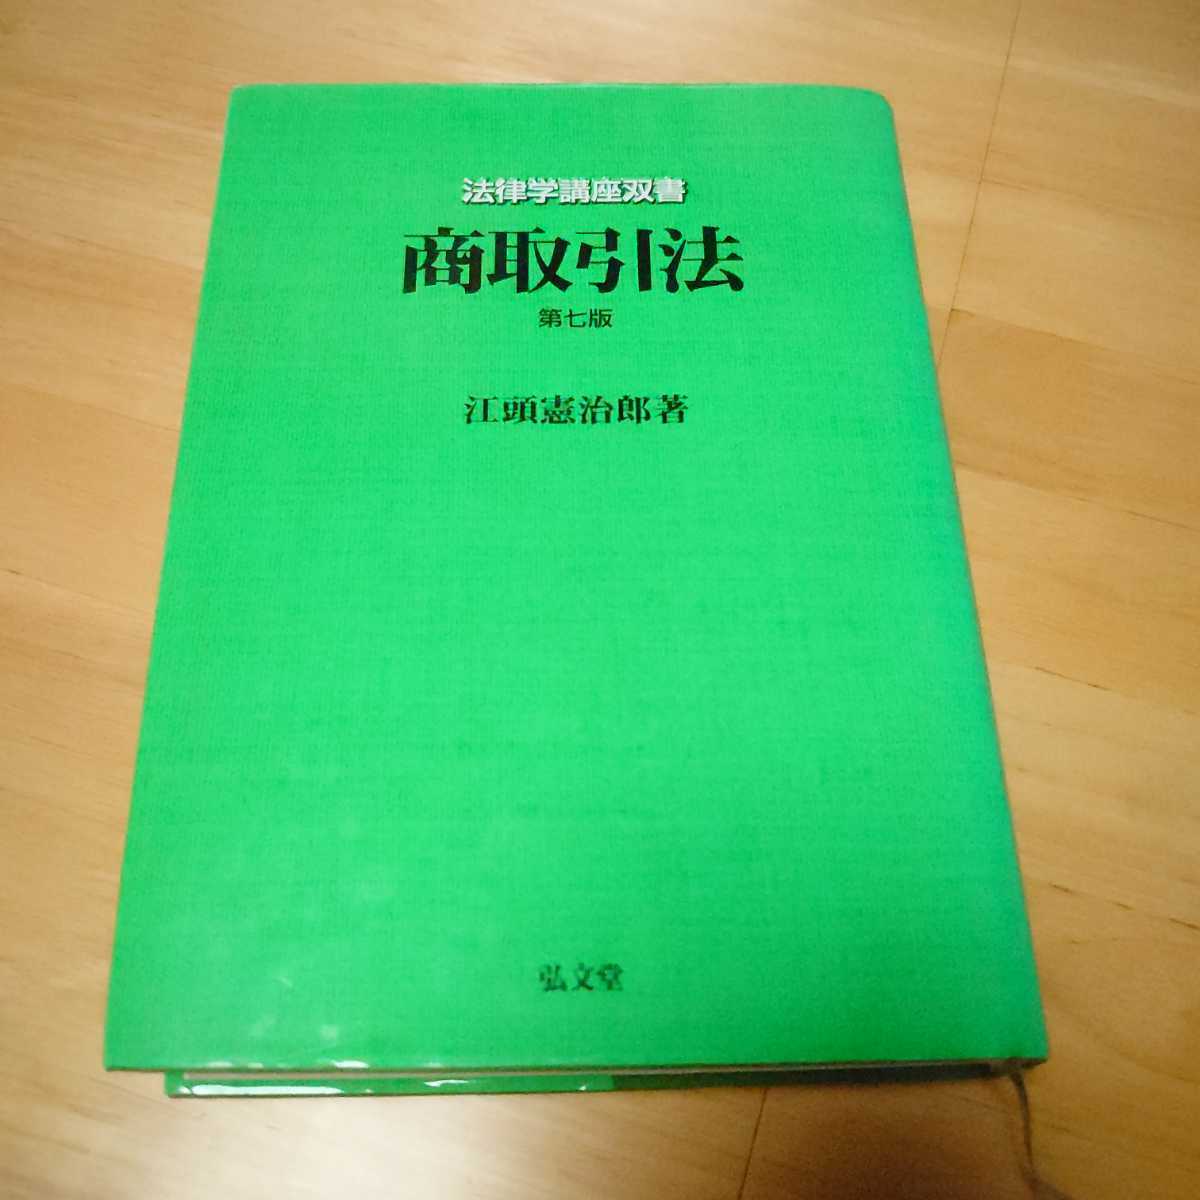 法律学講座双書
商取引法
第七版
江頭憲治郎著
弘文堂